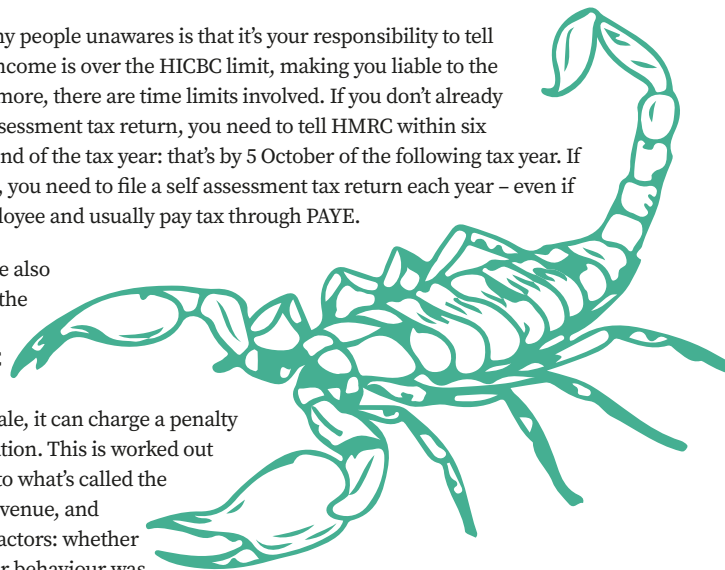 ny people unawares is that it’s your responsibility to tell
ncome is over the HICBC limit, making you liable to the
more, there are time limits involved. If you don’t already
ssessment tax return, you need to tell HMRC within six
nd of the tax year: that’s by 5 October of the following tax year. If
, you need to file a self assessment tax return each year – even if
loyee and usually pay tax through PAYE.
e also
the
ale, it can charge a penalty
tion. This is worked out
to what’s called the
venue, and
actors: whether
r behaviour was